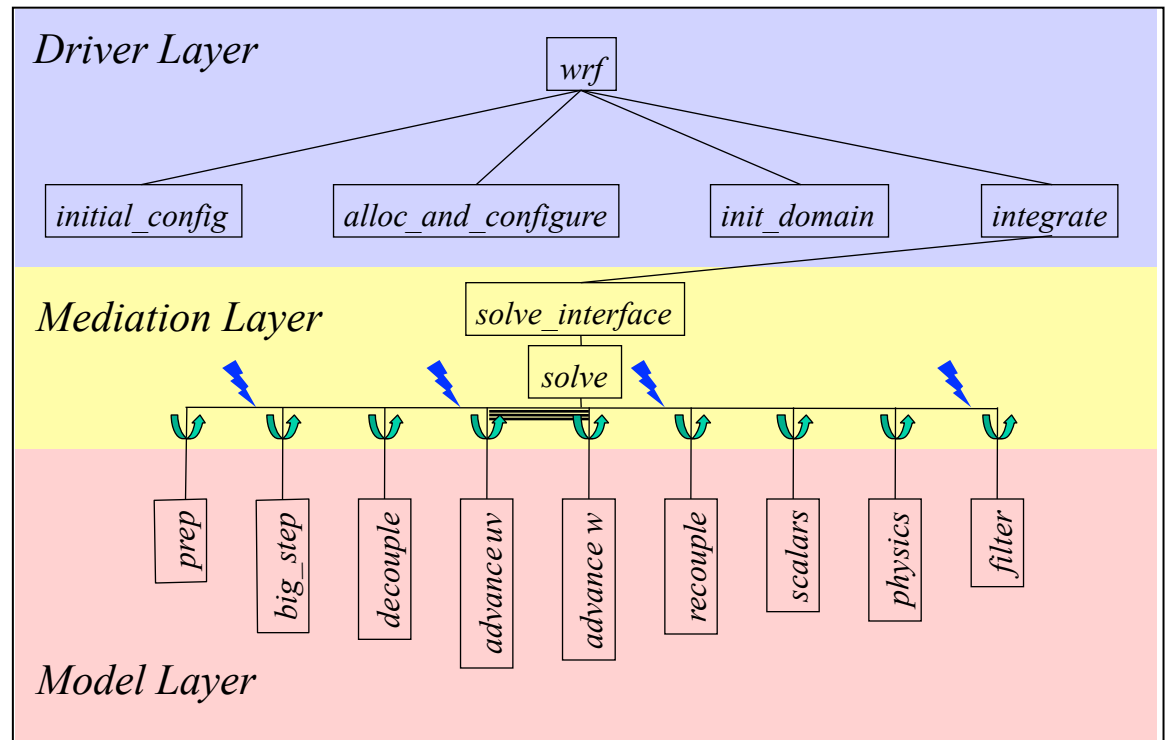 Driver Layer
wrf
initial_config
alloc_and_configure
init_domain
integrate
Mediation Layer
solve_interface
solve
prep
big_step
decouple
advance uv
advance w
recouple
scalars
physics
filter
Model Layer